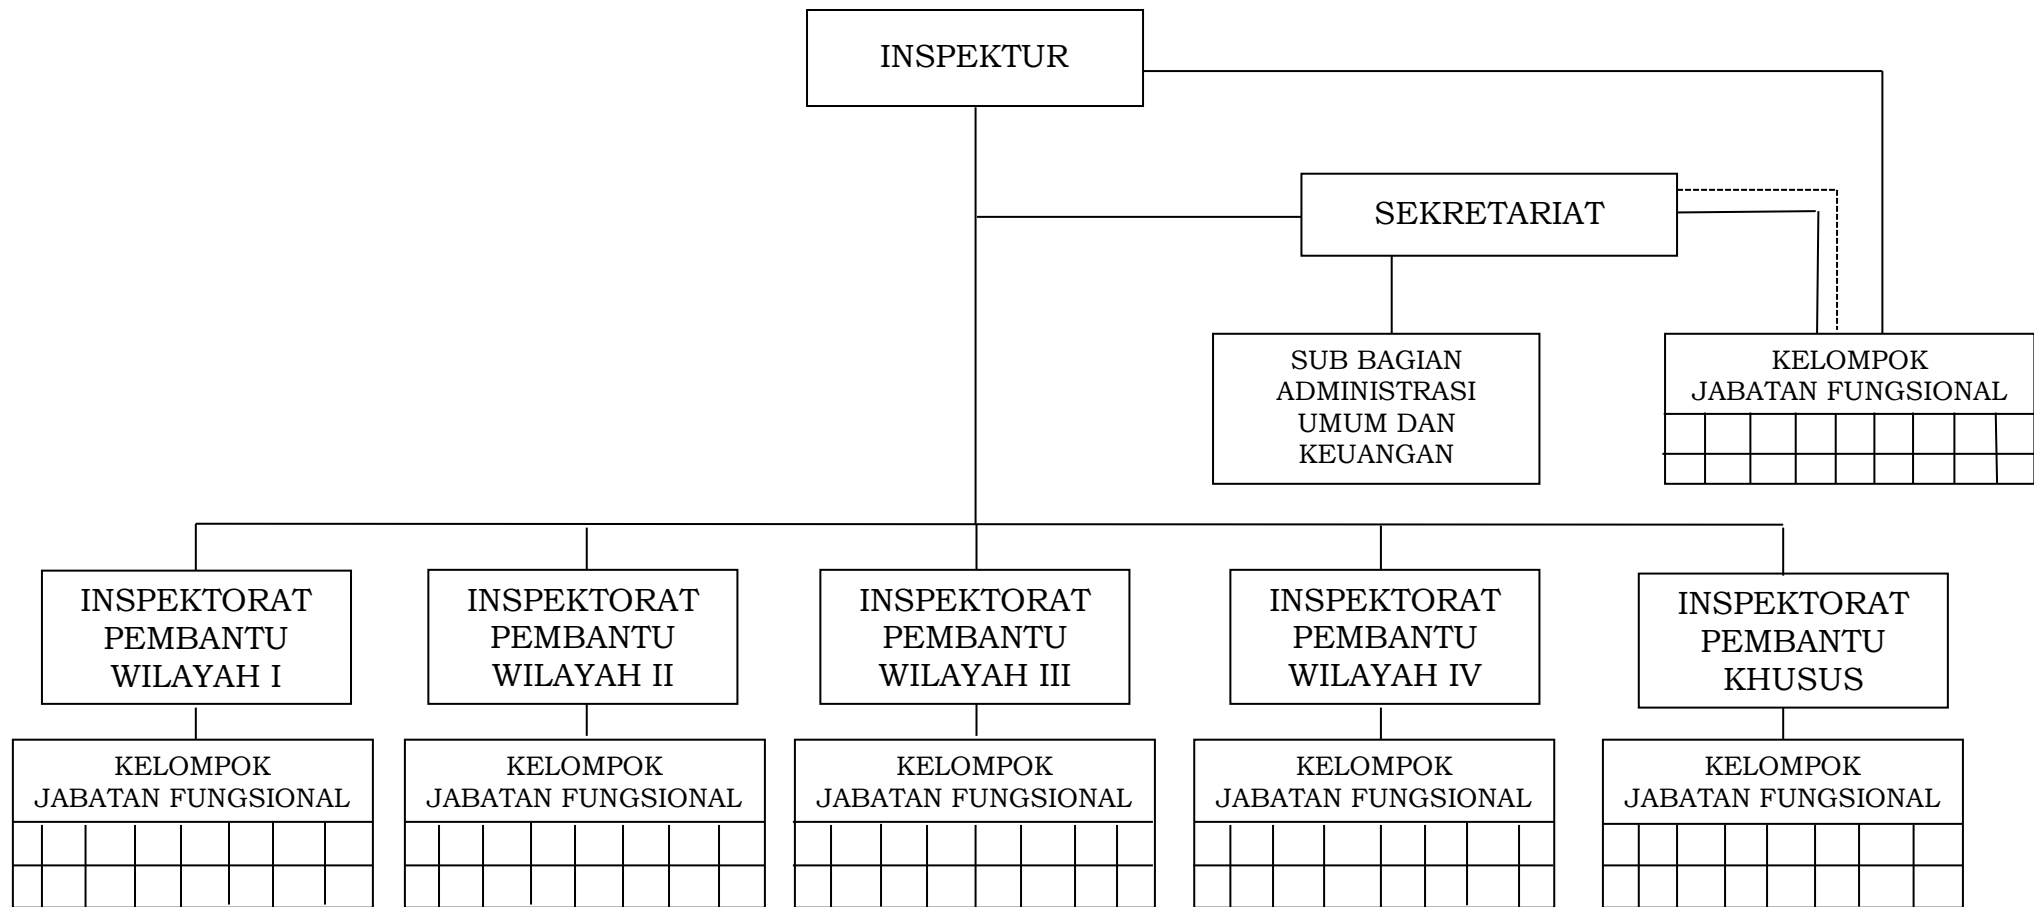 INSPEKTUR
SEKRETARIAT
SUB BAGIAN
ADMINISTRASI
UMUM DAN
KEUANGAN
KELOMPOK
JABATAN FUNGSIONAL
INSPEKTORAT
PEMBANTU
WILAYAH I
INSPEKTORAT
PEMBANTU
WILAYAH II
INSPEKTORAT
PEMBANTU
WILAYAH III
INSPEKTORAT
PEMBANTU
WILAYAH IV
INSPEKTORAT
PEMBANTU
KHUSUS
KELOMPOK
JABATAN FUNGSIONAL
KELOMPOK
JABATAN FUNGSIONAL
KELOMPOK
JABATAN FUNGSIONAL
KELOMPOK
JABATAN FUNGSIONAL
KELOMPOK
JABATAN FUNGSIONAL